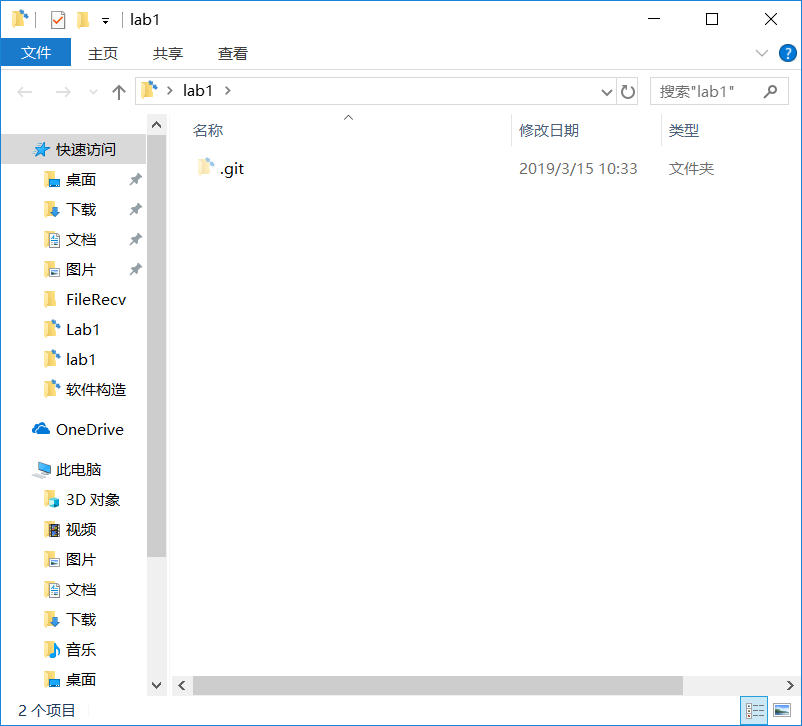 lab1
文件 主页 共享 查看
lab1
搜索"lab1"
名称 修改日期 类型
.git 2019/3/15 10:33 文件夹
快速访问
桌面
下载
文档
图片
FileRecv
Lab1
lab1
软件构造
OneDrive
此电脑
3D 对象
视频
图片
文档
下载
音乐
桌面
2 个项目